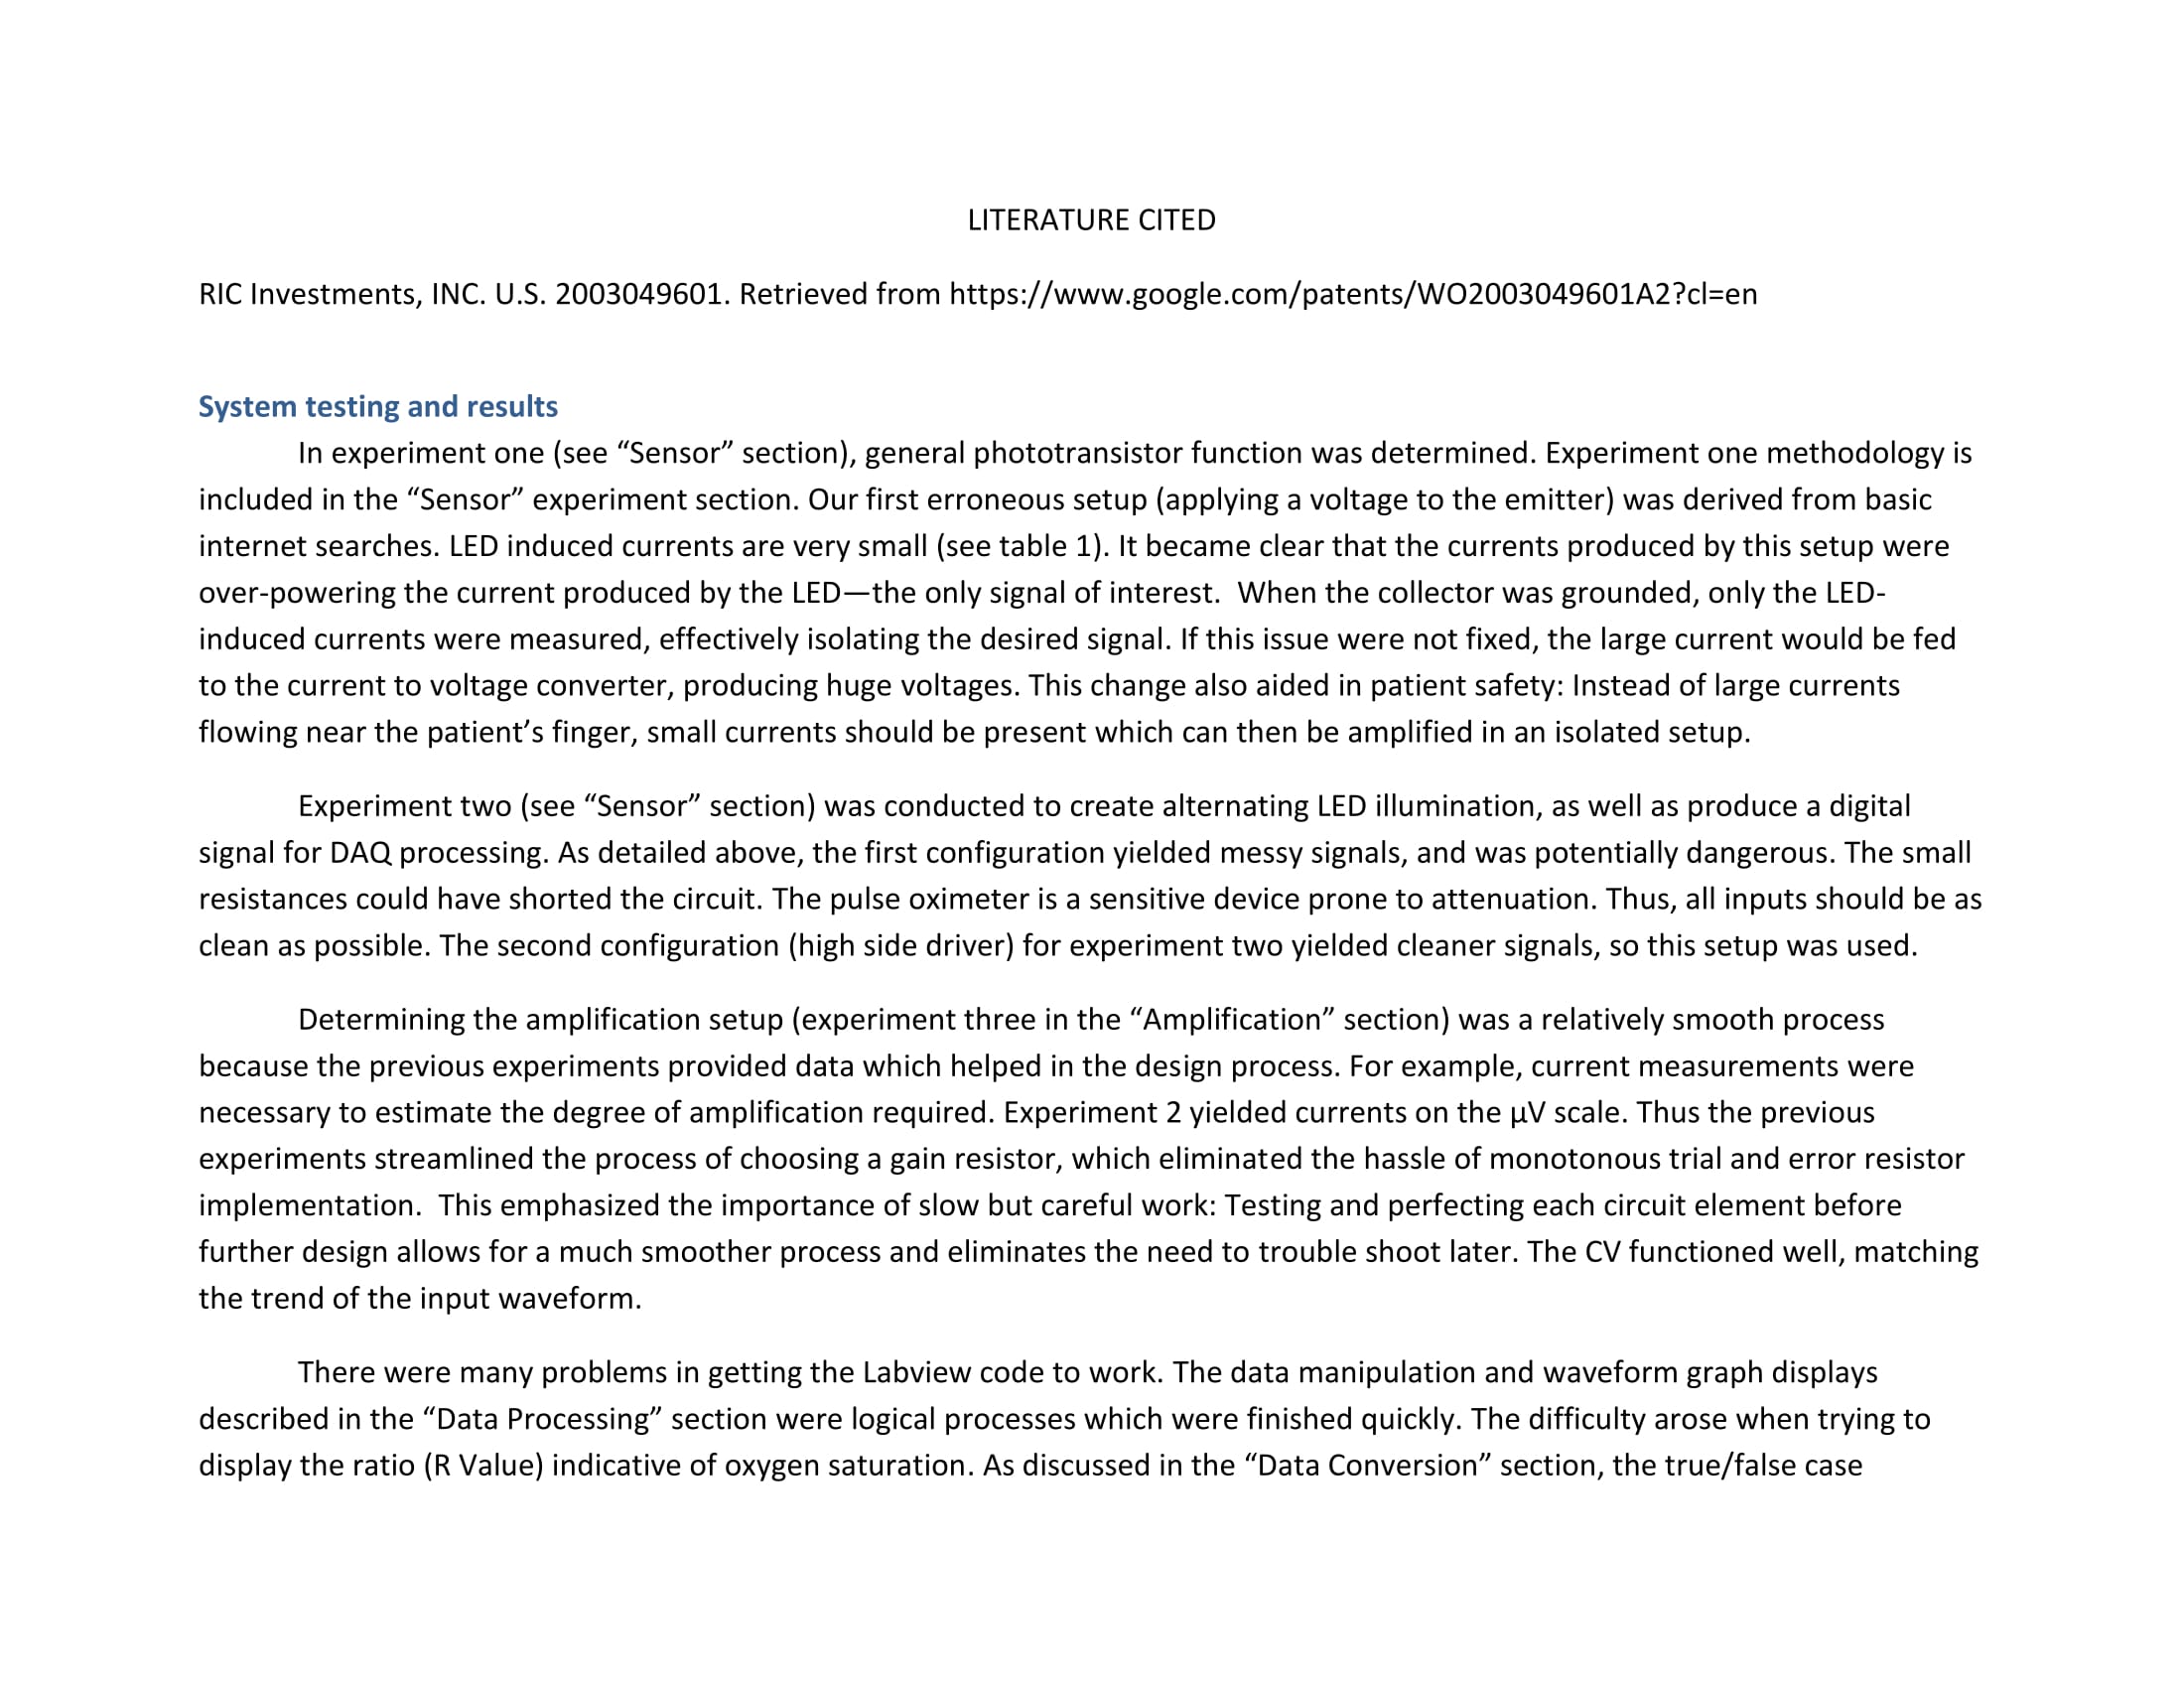 LITERATURE CITED
RIC Investments, INC. U.S. 2003049601. Retrieved from https://www.google.com/patents/WO2003049601A2?cl=en
System testing and results
In experiment one (see “Sensor” section), general phototransistor function was determined. Experiment one methodology is
included in the “Sensor” experiment section. Our first erroneous setup (applying a voltage to the emitter) was derived from basic
internet searches. LED induced currents are very small (see table 1). It became clear that the currents produced by this setup were
over-powering the current produced by the LED—the only signal of interest.  When the collector was grounded, only the LED-
induced currents were measured, effectively isolating the desired signal. If this issue were not fixed, the large current would be fed
to the current to voltage converter, producing huge voltages. This change also aided in patient safety: Instead of large currents
flowing near the patient’s finger, small currents should be present which can then be amplified in an isolated setup.
Experiment two (see “Sensor” section) was conducted to create alternating LED illumination, as well as produce a digital
signal for DAQ processing. As detailed above, the first configuration yielded messy signals, and was potentially dangerous. The small
resistances could have shorted the circuit. The pulse oximeter is a sensitive device prone to attenuation. Thus, all inputs should be as
clean as possible. The second configuration (high side driver) for experiment two yielded cleaner signals, so this setup was used.
Determining the amplification setup (experiment three in the “Amplification” section) was a relatively smooth process
because the previous experiments provided data which helped in the design process. For example, current measurements were
necessary to estimate the degree of amplification required. Experiment 2 yielded currents on the µV scale. Thus the previous
experiments streamlined the process of choosing a gain resistor, which eliminated the hassle of monotonous trial and error resistor
implementation.  This emphasized the importance of slow but careful work: Testing and perfecting each circuit element before
further design allows for a much smoother process and eliminates the need to trouble shoot later. The CV functioned well, matching
the trend of the input waveform.
There were many problems in getting the Labview code to work. The data manipulation and waveform graph displays
described in the “Data Processing” section were logical processes which were finished quickly. The difficulty arose when trying to
display the ratio (R Value) indicative of oxygen saturation. As discussed in the “Data Conversion” section, the true/false case